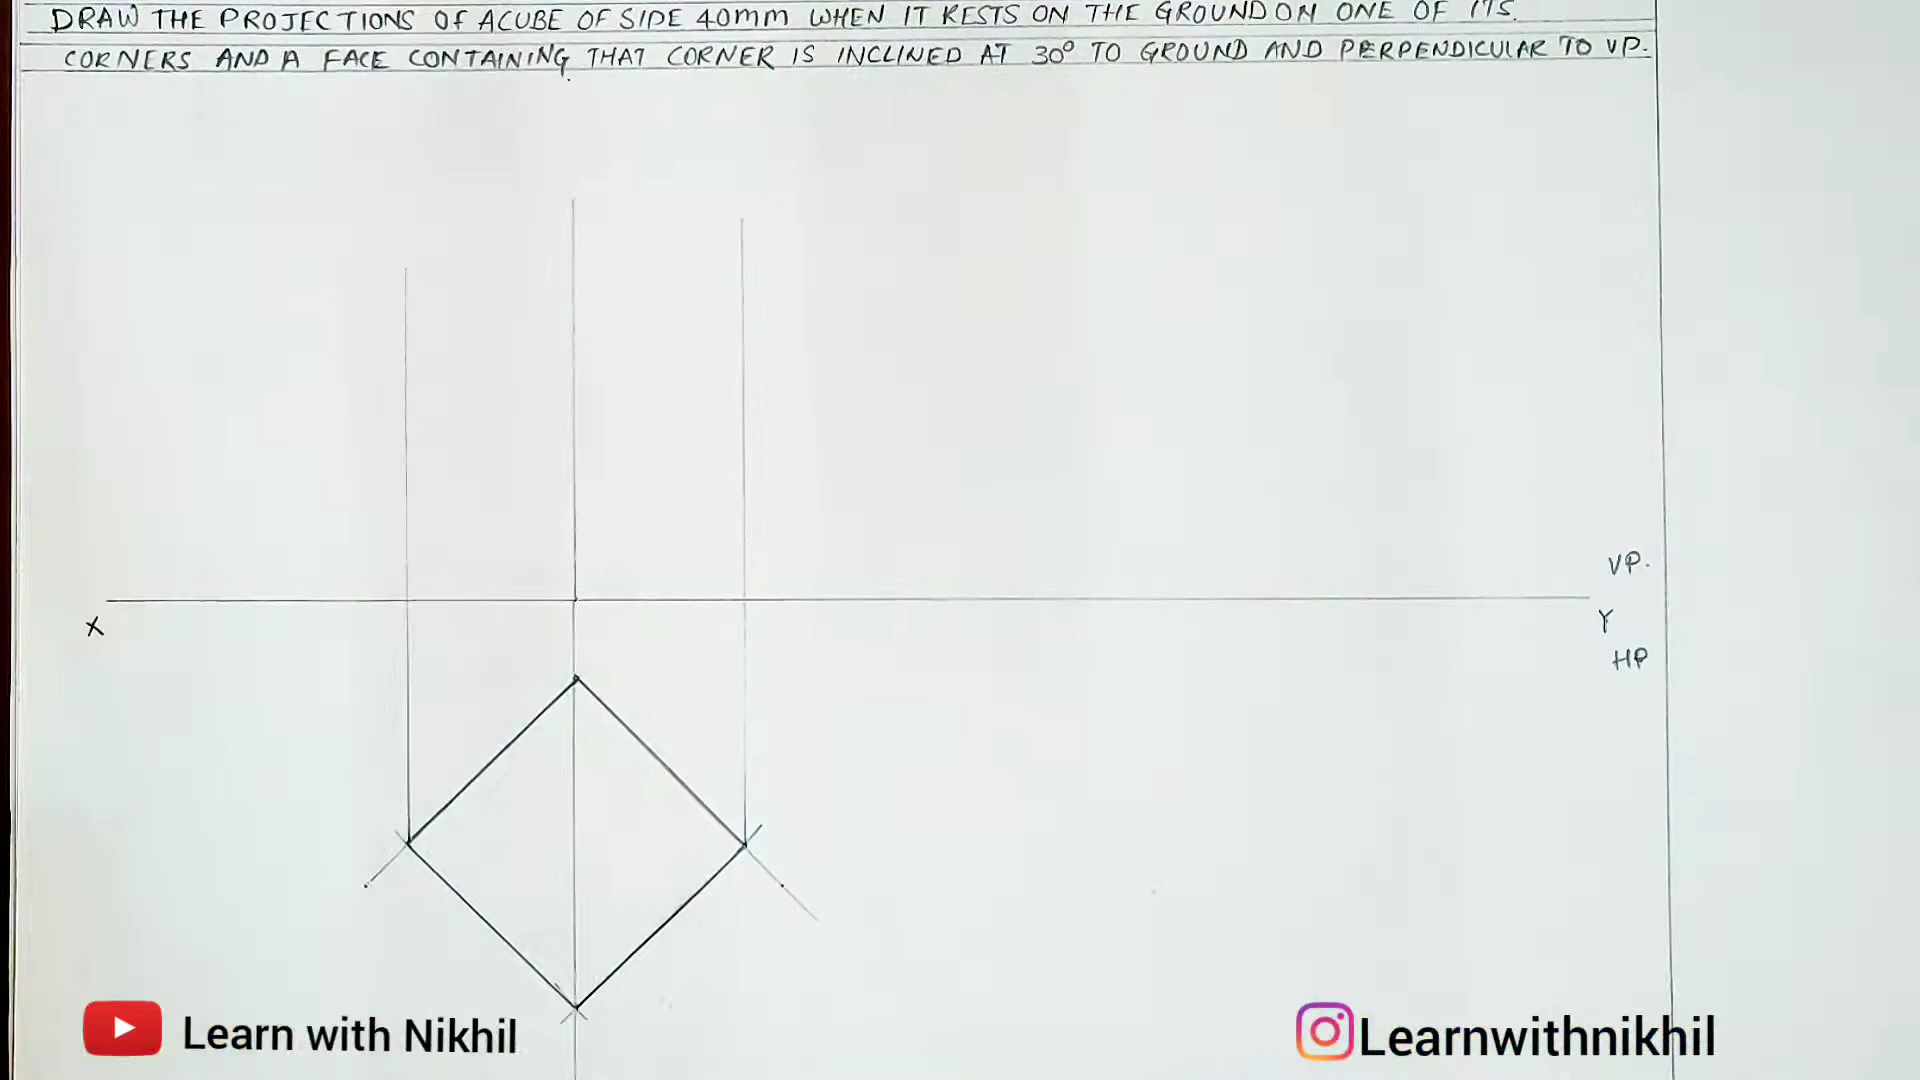 DRAW THE PROJECTIONS OF A CUBE OF SIDE 40mm WHEN IT RESTS ON THE GROUND ON ONE OF ITS.
CORNERS AND A FACE CONTAINING THAT CORNER IS INCLINED AT 30° TO GROUND AND PERPENDICULAR TO VP.
VP.
X
Y
HP
Learn with Nikhil
Learnwithnikhil